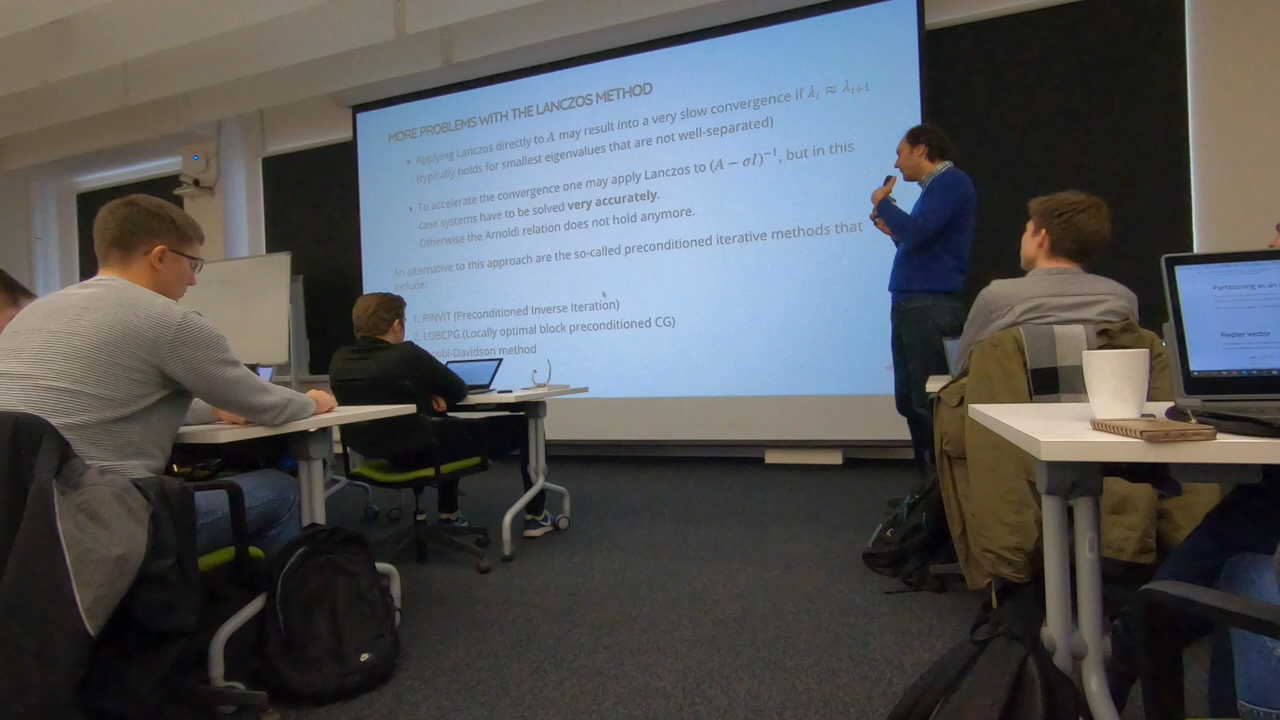 MORE PROBLEMS WITH THE LANCZOS METHOD
• Applying Lanczos directly to A may result into a very slow convergence if λᵢ ≈ λᵢ₊₁
(typically holds for smallest eigenvalues that are not well-separated)
• To accelerate the convergence one may apply Lanczos to (A − σI)⁻¹, but in this
case systems have to be solved very accurately.
Otherwise the Arnoldi relation does not hold anymore.
An alternative to this approach are the so-called preconditioned iterative methods that
include:
1. PINVIT (Preconditioned Inverse Iteration)
2. LOBCPG (Locally optimal block preconditioned CG)
obi-Davidson method
Partitioning as an
Fiedler vector